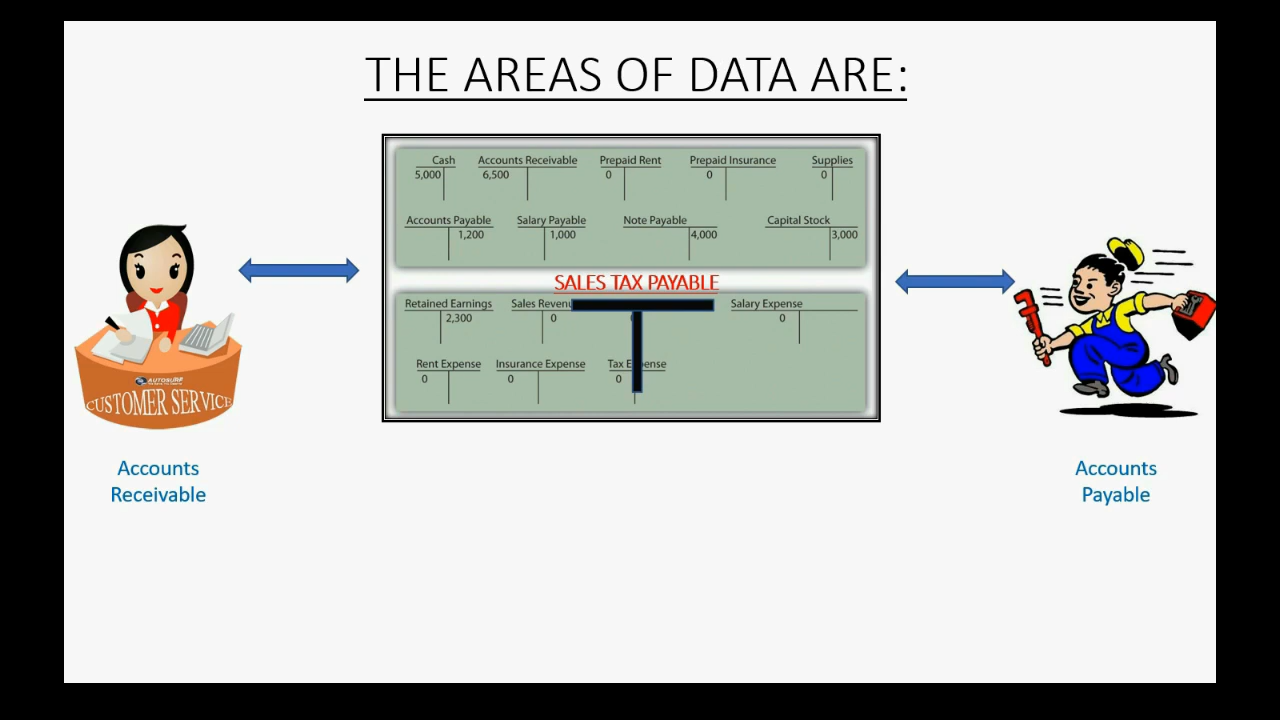 THE AREAS OF DATA ARE:
Cash Accounts Receivable Prepaid Rent Prepaid Insurance Supplies
5,000 6,500 0 0 0
Accounts Payable Salary Payable Note Payable Capital Stock
1,200 1,000 4,000 3,000
SALES TAX PAYABLE
Retained Earnings Sales Salary Expense
2,300 0 0
Rent Expense Insurance Expense Tax
0 0 0
AUTOSURF
CUSTOMER SERVICE
Accounts
Receivable
Accounts
Payable